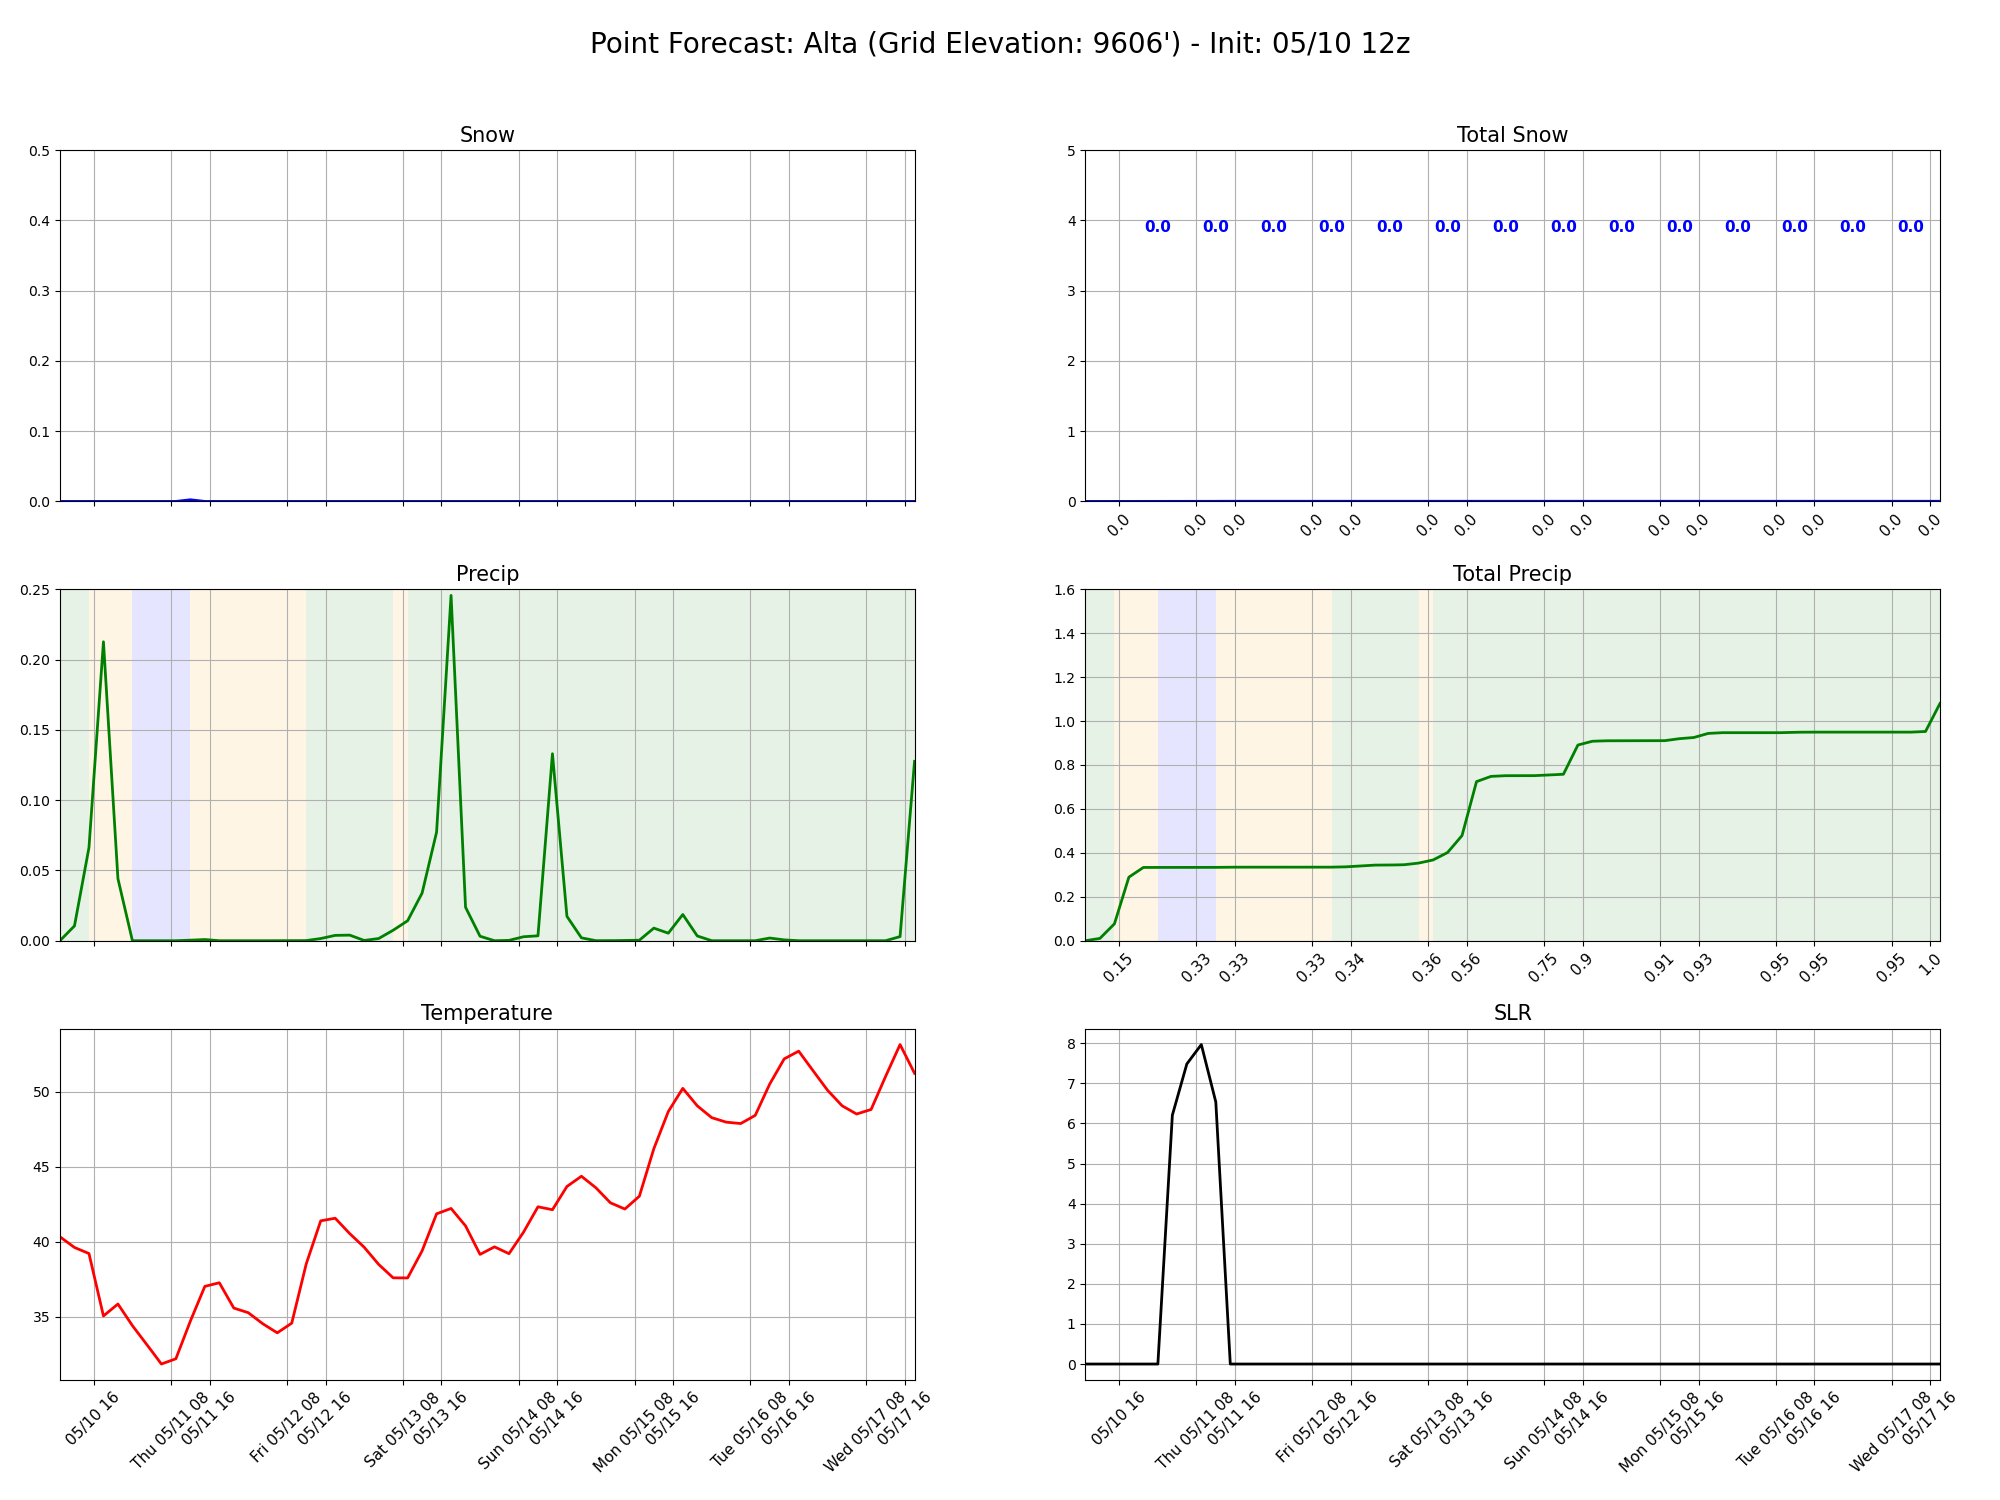 Point Forecast: Alta (Grid Elevation: 9606') - Init: 05/10 12z
Snow
0.5
0.4
0.3
0.2
0.1
0.0
Total Snow
5
4
3
2
1
0
0.0 0.0 0.0 0.0 0.0 0.0 0.0 0.0 0.0 0.0 0.0 0.0 0.0 0.0
0.0 0.0 0.0 0.0 0.0 0.0 0.0 0.0 0.0 0.0 0.0 0.0 0.0 0.0 0.0
Precip
0.25
0.20
0.15
0.10
0.05
0.00
Total Precip
1.6
1.4
1.2
1.0
0.8
0.6
0.4
0.2
0.0
0.15 0.33 0.33 0.33 0.34 0.36 0.56 0.75 0.9 0.91 0.93 0.95 0.95 0.95 1.0
Temperature
50
45
40
35
05/10 16
Thu 05/11 08
05/11 16
Fri 05/12 08
05/12 16
Sat 05/13 08
05/13 16
Sun 05/14 08
05/14 16
Mon 05/15 08
05/15 16
Tue 05/16 08
05/16 16
Wed 05/17 08
05/17 16
SLR
8
7
6
5
4
3
2
1
0
05/10 16
Thu 05/11 08
05/11 16
Fri 05/12 08
05/12 16
Sat 05/13 08
05/13 16
Sun 05/14 08
05/14 16
Mon 05/15 08
05/15 16
Tue 05/16 08
05/16 16
Wed 05/17 08
05/17 16